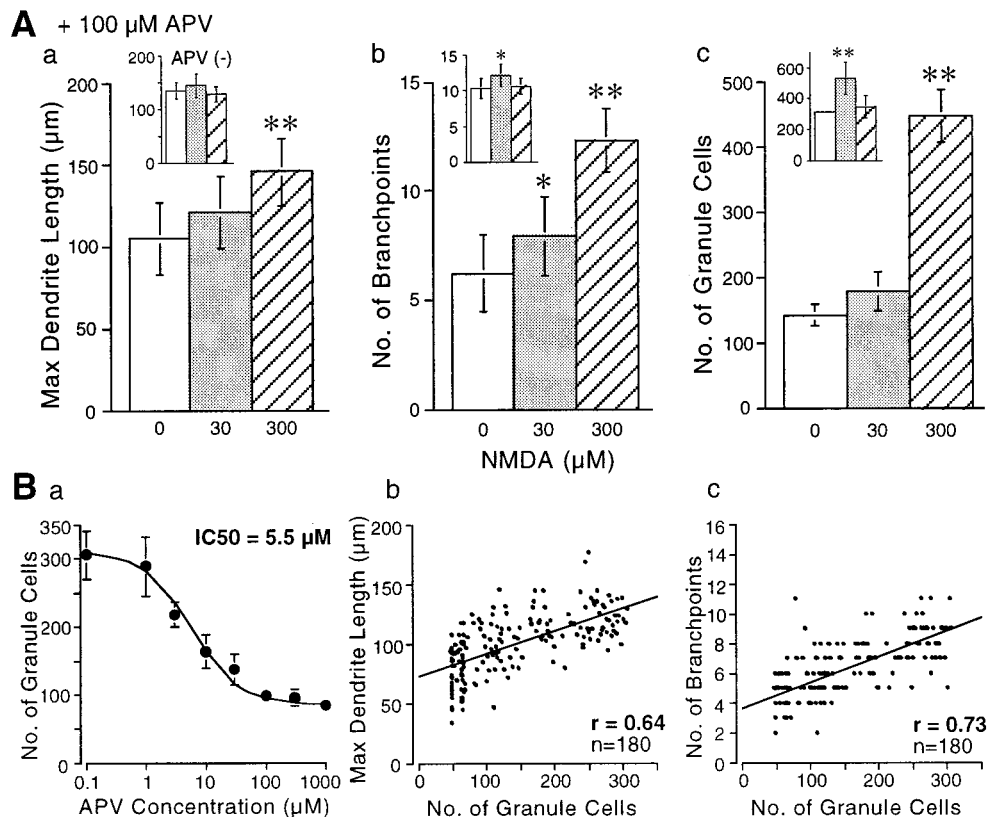 A + 100 µM APV
a
APV (-)
200
150
100
50
0
Max Dendrite Length (µm)
200
150
100
50
0
**
0 30 300
b
15
10
5
0
*
No. of Branchpoints
15
10
5
0
*
**
0 30 300
NMDA (µM)
c
600
400
200
0
**
No. of Granule Cells
500
400
300
200
100
0
**
0 30 300
B a
No. of Granule Cells
350
300
200
100
0
IC50 = 5.5 µM
0.1 1 10 100 1000
APV Concentration (µM)
b
Max Dendrite Length (µm)
200
150
100
50
0
r = 0.64
n=180
0 100 200 300
No. of Granule Cells
c
No. of Branchpoints
16
14
12
10
8
6
4
2
0
r = 0.73
n=180
0 100 200 300
No. of Granule Cells